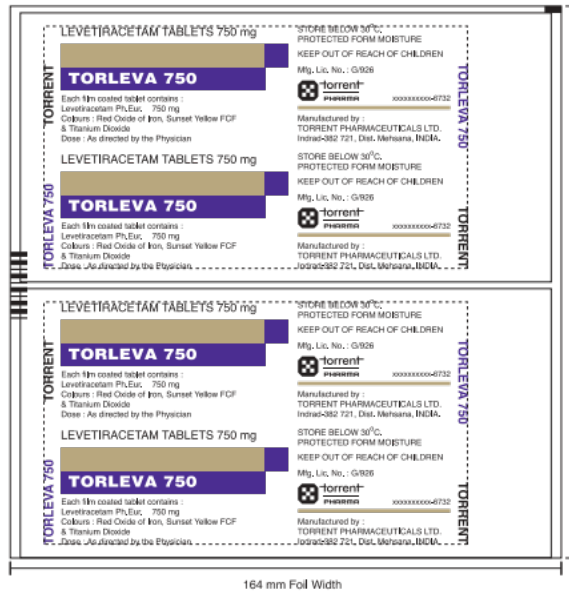 LEVETIRACETAM TABLETS 750 mg
TORLEVA 750
Each film coated tablet contains :
Levetiracetam Ph.Eur. 750 mg
Colours : Red Oxide of Iron, Sunset Yellow FCF
& Titanium Dioxide
Dose : As directed by the Physician
STORE BELOW 30°C.
PROTECTED FORM MOISTURE
KEEP OUT OF REACH OF CHILDREN
Mfg. Lic. No. : G/926
torrent
PHARMA xxxxxxxxxx-6732
Manufactured by :
TORRENT PHARMACEUTICALS LTD.
Indrad-382 721, Dist. Mehsana, INDIA.
LEVETIRACETAM TABLETS 750 mg
TORLEVA 750
Each film coated tablet contains :
Levetiracetam Ph.Eur. 750 mg
Colours : Red Oxide of Iron, Sunset Yellow FCF
& Titanium Dioxide
Dose : As directed by the Physician
STORE BELOW 30°C.
PROTECTED FORM MOISTURE
KEEP OUT OF REACH OF CHILDREN
Mfg. Lic. No. : G/926
torrent
PHARMA xxxxxxxxxx-6732
Manufactured by :
TORRENT PHARMACEUTICALS LTD.
Indrad-382 721, Dist. Mehsana, INDIA.
TORRENT
TORLEVA 750
TORLEVA 750
TORRENT
LEVETIRACETAM TABLETS 750 mg
TORLEVA 750
Each film coated tablet contains :
Levetiracetam Ph.Eur. 750 mg
Colours : Red Oxide of Iron, Sunset Yellow FCF
& Titanium Dioxide
Dose : As directed by the Physician
STORE BELOW 30°C.
PROTECTED FORM MOISTURE
KEEP OUT OF REACH OF CHILDREN
Mfg. Lic. No. : G/926
torrent
PHARMA xxxxxxxxxx-6732
Manufactured by :
TORRENT PHARMACEUTICALS LTD.
Indrad-382 721, Dist. Mehsana, INDIA.
LEVETIRACETAM TABLETS 750 mg
TORLEVA 750
Each film coated tablet contains :
Levetiracetam Ph.Eur. 750 mg
Colours : Red Oxide of Iron, Sunset Yellow FCF
& Titanium Dioxide
Dose : As directed by the Physician
STORE BELOW 30°C.
PROTECTED FORM MOISTURE
KEEP OUT OF REACH OF CHILDREN
Mfg. Lic. No. : G/926
torrent
PHARMA xxxxxxxxxx-6732
Manufactured by :
TORRENT PHARMACEUTICALS LTD.
Indrad-382 721, Dist. Mehsana, INDIA.
TORRENT
TORLEVA 750
TORLEVA 750
TORRENT
164 mm Foil Width